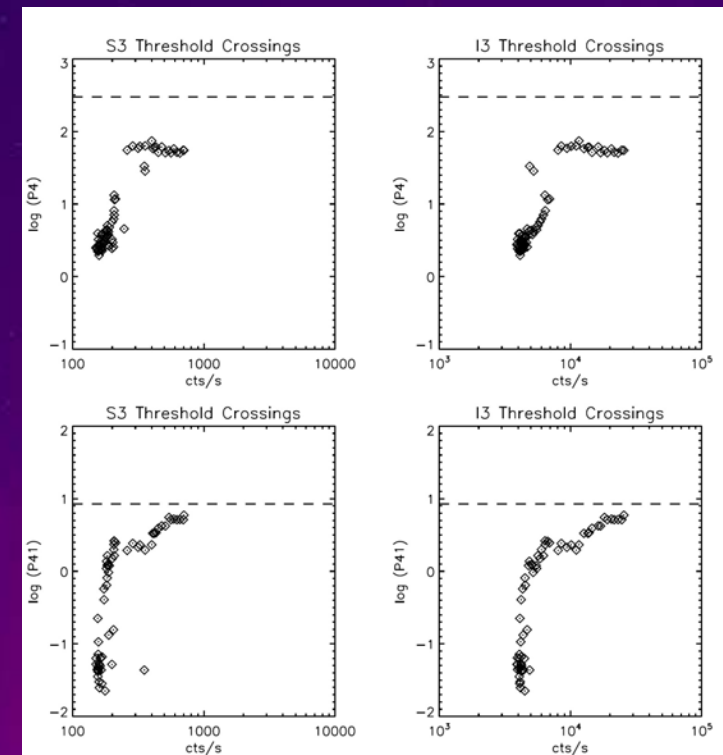 S3 Threshold Crossings
3
2
1
0
−1
log (P4)
100
1000
10000
cts/s
I3 Threshold Crossings
3
2
1
0
−1
log (P4)
10³
10⁴
10⁵
cts/s
S3 Threshold Crossings
2
1
0
−1
−2
log (P41)
100
1000
10000
cts/s
I3 Threshold Crossings
2
1
0
−1
−2
log (P41)
10³
10⁴
10⁵
cts/s